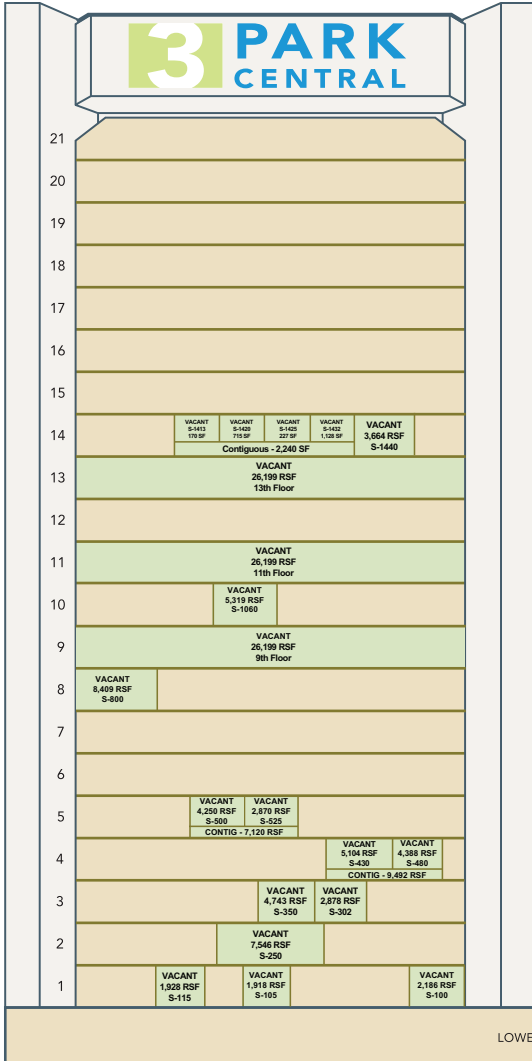 3 PARK
CENTRAL
21
20
19
18
17
16
15
14
VACANT
S-1413
170 SF
VACANT
S-1420
715 SF
VACANT
S-1425
227 SF
VACANT
S-1432
1,128 SF
Contiguous - 2,240 SF
VACANT
3,664 RSF
S-1440
13
VACANT
26,199 RSF
13th Floor
12
11
VACANT
26,199 RSF
11th Floor
10
VACANT
5,319 RSF
S-1060
9
VACANT
26,199 RSF
9th Floor
8
VACANT
8,409 RSF
S-800
7
6
5
VACANT
4,250 RSF
S-500
VACANT
2,870 RSF
S-525
CONTIG - 7,120 RSF
4
VACANT
5,104 RSF
S-430
VACANT
4,388 RSF
S-480
CONTIG - 9,492 RSF
3
VACANT
4,743 RSF
S-350
VACANT
2,878 RSF
S-302
2
VACANT
7,546 RSF
S-250
1
VACANT
1,928 RSF
S-115
VACANT
1,918 RSF
S-105
VACANT
2,186 RSF
S-100
LOWE